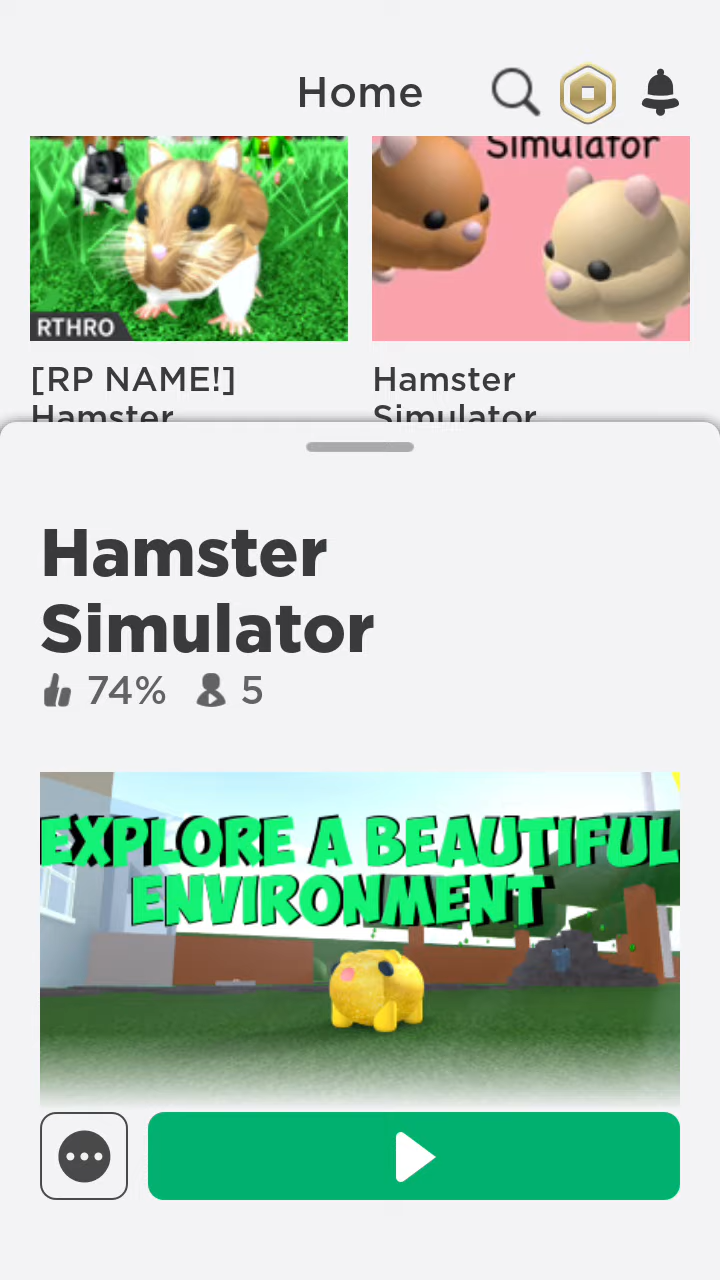 Home
Simulator
RTHRO
[RP NAME!]
Hamster
Hamster
Simulator
Hamster
Simulator
74% 5
EXPLORE A BEAUTIFUL
ENVIRONMENT